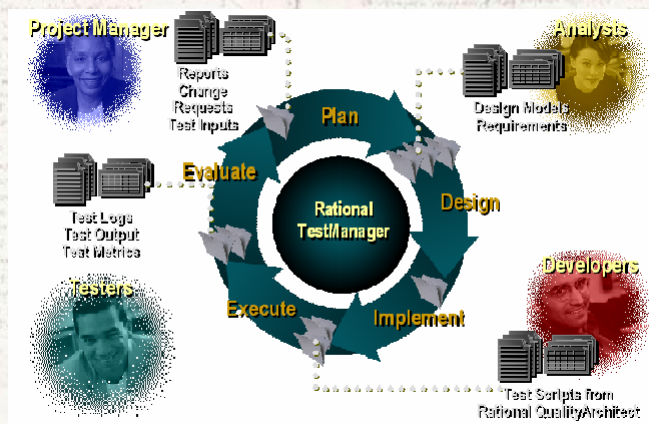 Project Manager
Reports
Change
Requests
Test Inputs
Analysts
Design Models
Requirements
Plan
Evaluate
Design
Rational
TestManager
Test Logs
Test Output
Test Metrics
Testers
Execute
Implement
Developers
Test Scripts from
Rational QualityArchitect